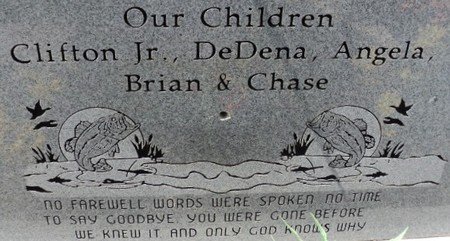 Our Children
Clifton Jr., DeDena, Angela,
Brian & Chase
NO FAREWELL WORDS WERE SPOKEN NO TIME
TO SAY GOODBYE, YOU WERE GONE BEFORE
WE KNEW IT AND ONLY GOD KNOWS WHY